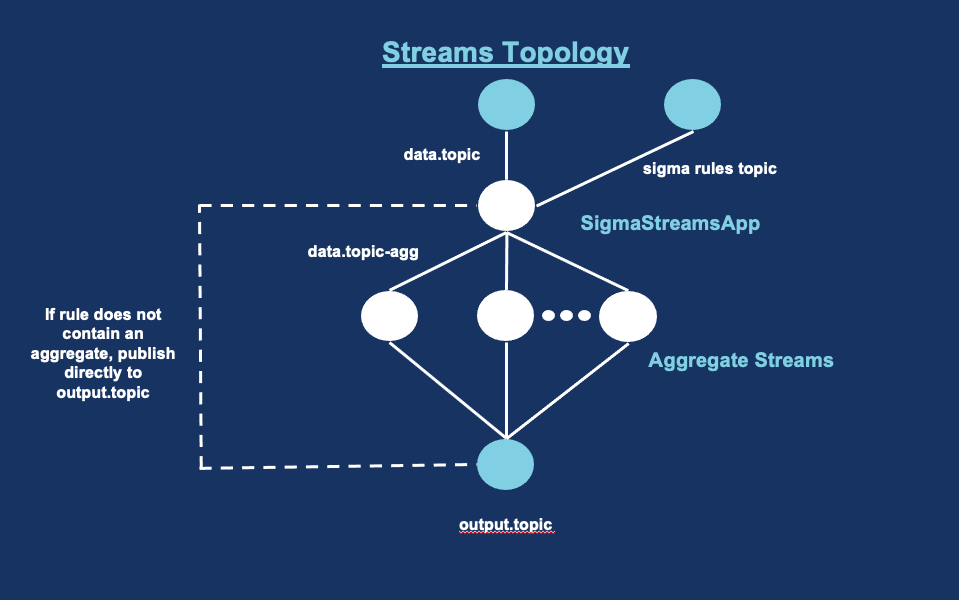 Streams Topology
data.topic
sigma rules topic
SigmaStreamsApp
data.topic-agg
If rule does not
contain an
aggregate, publish
directly to
output.topic
Aggregate Streams
output.topic